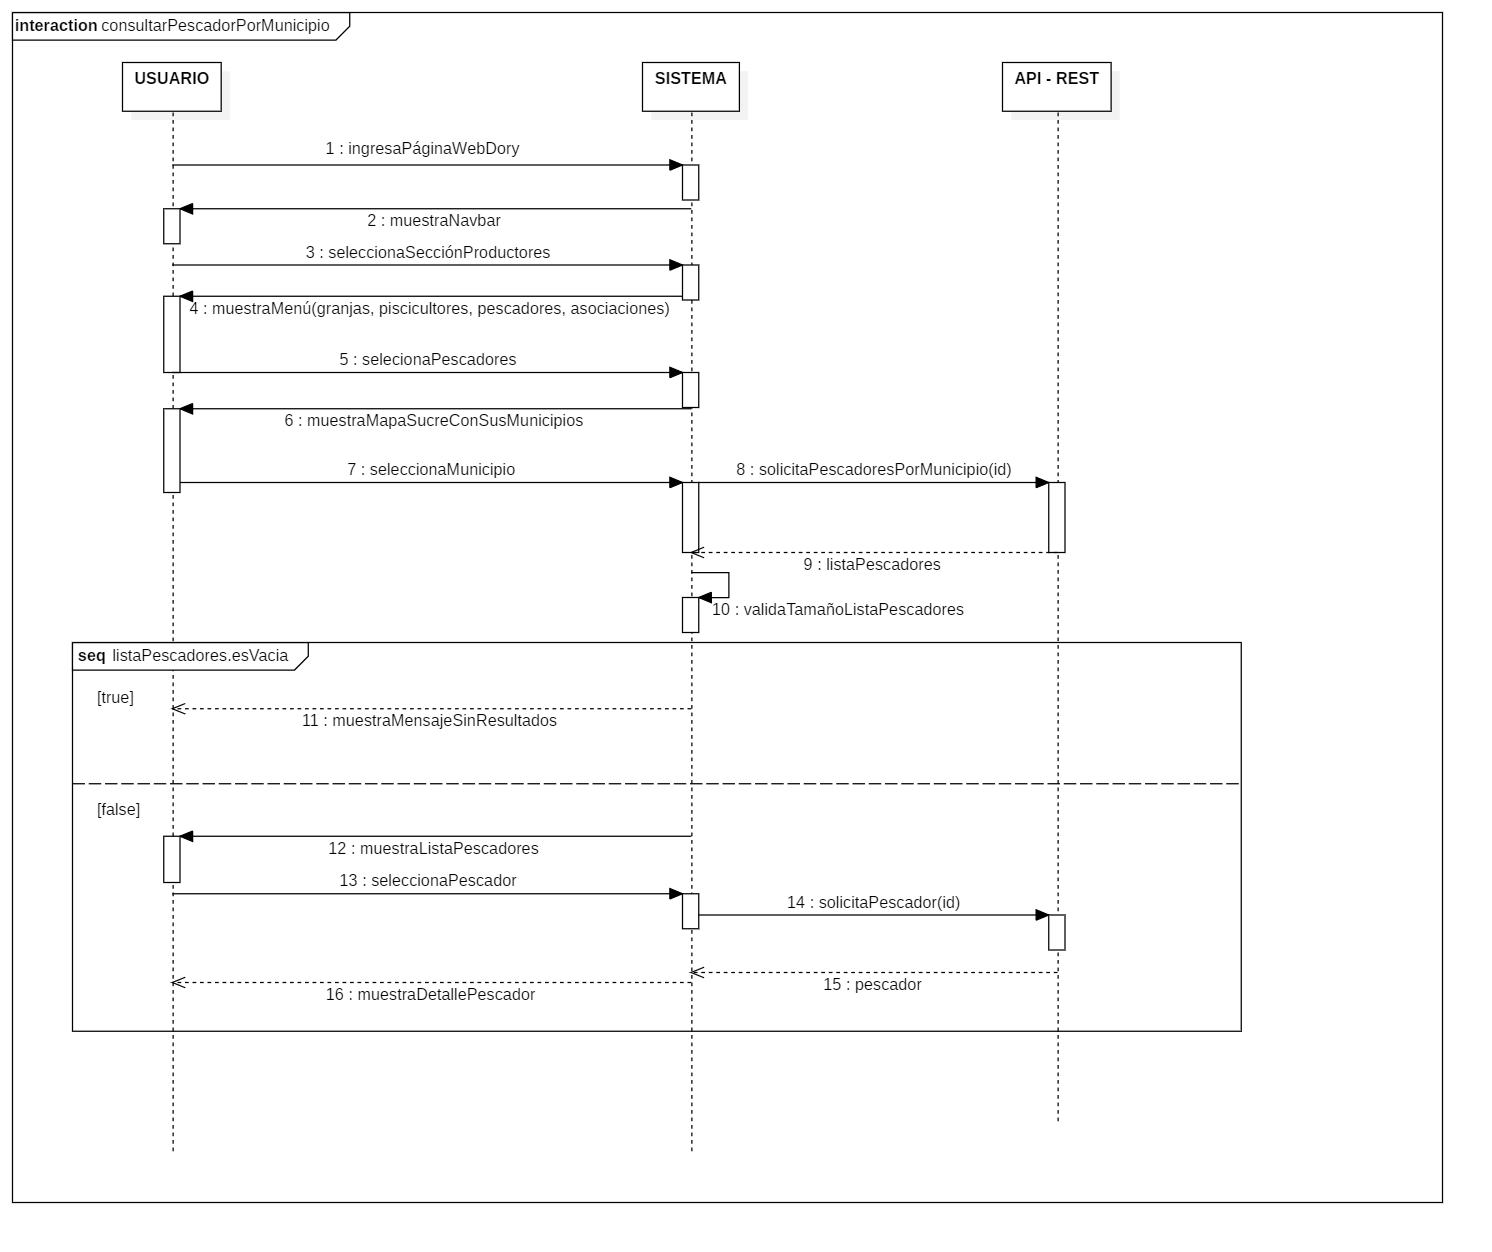 interaction consultarPescadorPorMunicipio
USUARIO
SISTEMA
API - REST
1 : ingresaPáginaWebDory
2 : muestraNavbar
3 : seleccionaSecciónProductores
4 : muestraMenú(granjas, piscicultores, pescadores, asociaciones)
5 : selecionaPescadores
6 : muestraMapaSucreConSusMunicipios
7 : seleccionaMunicipio
8 : solicitaPescadoresPorMunicipio(id)
9 : listaPescadores
10 : validaTamañoListaPescadores
seq listaPescadores.esVacia
[true]
11 : muestraMensajeSinResultados
[false]
12 : muestraListaPescadores
13 : seleccionaPescador
14 : solicitaPescador(id)
15 : pescador
16 : muestraDetallePescador